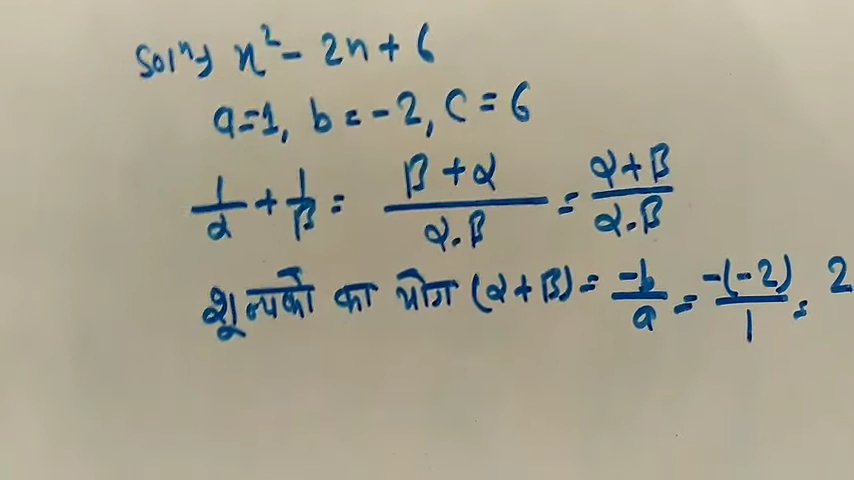 Solⁿ→ x² - 2x + 6
a=1, b = -2, c = 6
1/α + 1/β = β + α/α.β = α + β/α.β
शून्यकों का योग (α + β) = -b/a = -(-2)/1 = 2